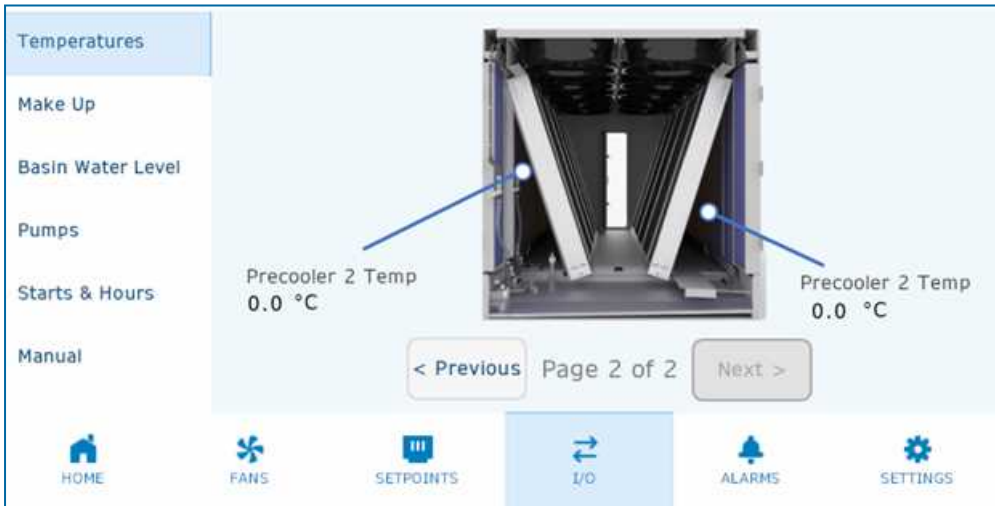 Temperatures
Make Up
Basin Water Level
Pumps
Starts & Hours
Manual
Precooler 2 Temp
0.0 °C
Precooler 2 Temp
0.0 °C
< Previous
Page 2 of 2
Next >
HOME
FANS
SETPOINTS
I/O
ALARMS
SETTINGS